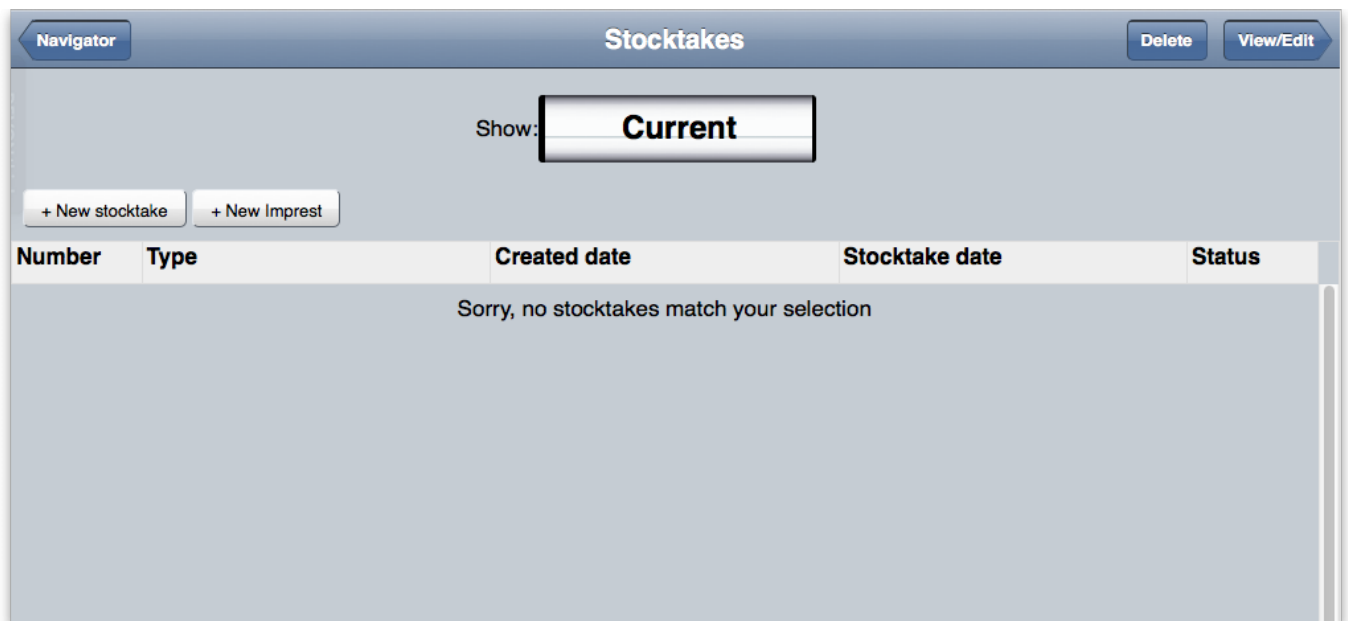 Navigator Stocktakes Delete View/Edit
Show: Current
+ New stocktake + New Imprest
Number Type Created date Stocktake date Status
Sorry, no stocktakes match your selection